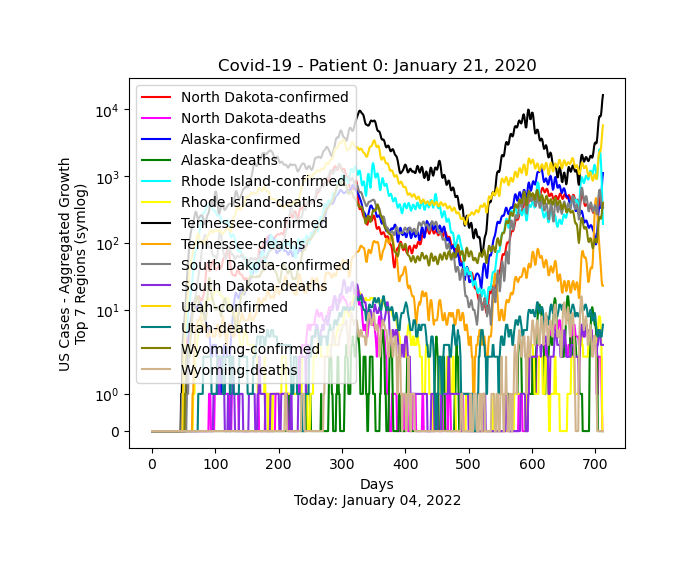 Covid-19 - Patient 0: January 21, 2020
US Cases - Aggregated Growth
Top 7 Regions (symlog)
10⁴
10³
10²
10¹
10⁰
0
North Dakota-confirmed
North Dakota-deaths
Alaska-confirmed
Alaska-deaths
Rhode Island-confirmed
Rhode Island-deaths
Tennessee-confirmed
Tennessee-deaths
South Dakota-confirmed
South Dakota-deaths
Utah-confirmed
Utah-deaths
Wyoming-confirmed
Wyoming-deaths
0 100 200 300 400 500 600 700
Days
Today: January 04, 2022